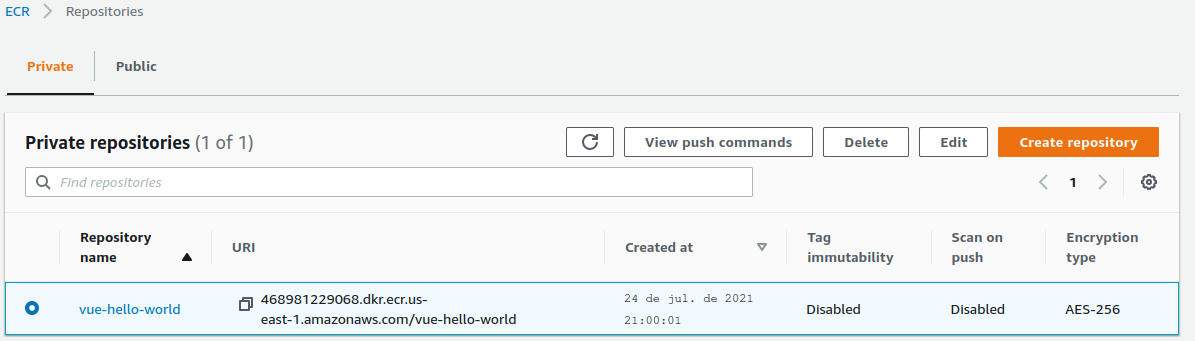 ECR > Repositories
Private
Public
Private repositories (1 of 1)
View push commands
Delete
Edit
Create repository
Find repositories
1
Repository name
URI
Created at
Tag immutability
Scan on push
Encryption type
vue-hello-world
468981229068.dkr.ecr.us-
east-1.amazonaws.com/vue-hello-world
24 de jul. de 2021
21:00:01
Disabled
Disabled
AES-256